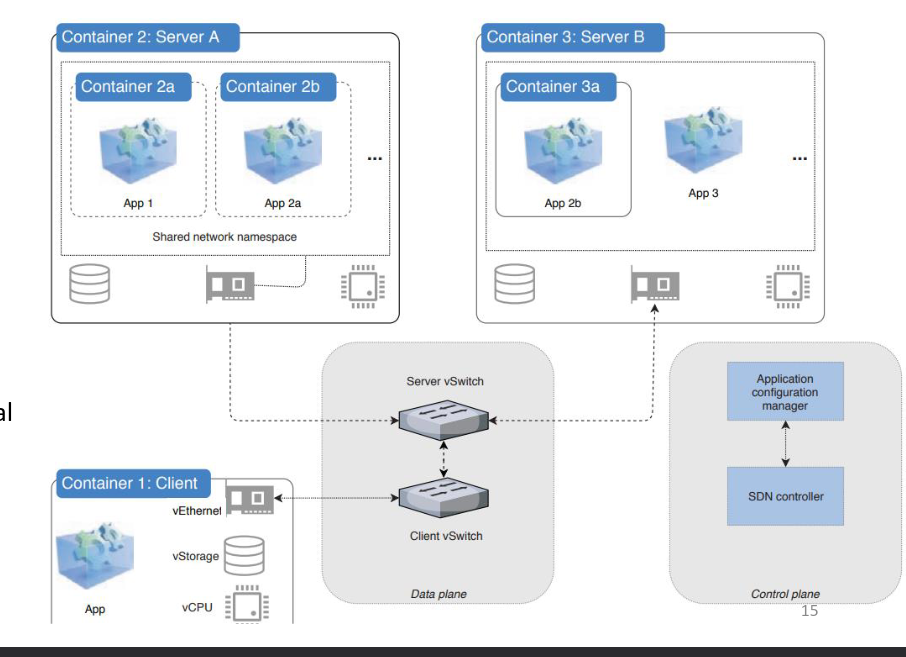 Container 2: Server A
Container 2a
Container 2b
App 1
App 2a
...
Shared network namespace
Container 3: Server B
Container 3a
App 2b
App 3
...
al
Server vSwitch
Client vSwitch
Data plane
Application
configuration
manager
SDN controller
Control plane
15
Container 1: Client
vEthernet
vStorage
vCPU
App